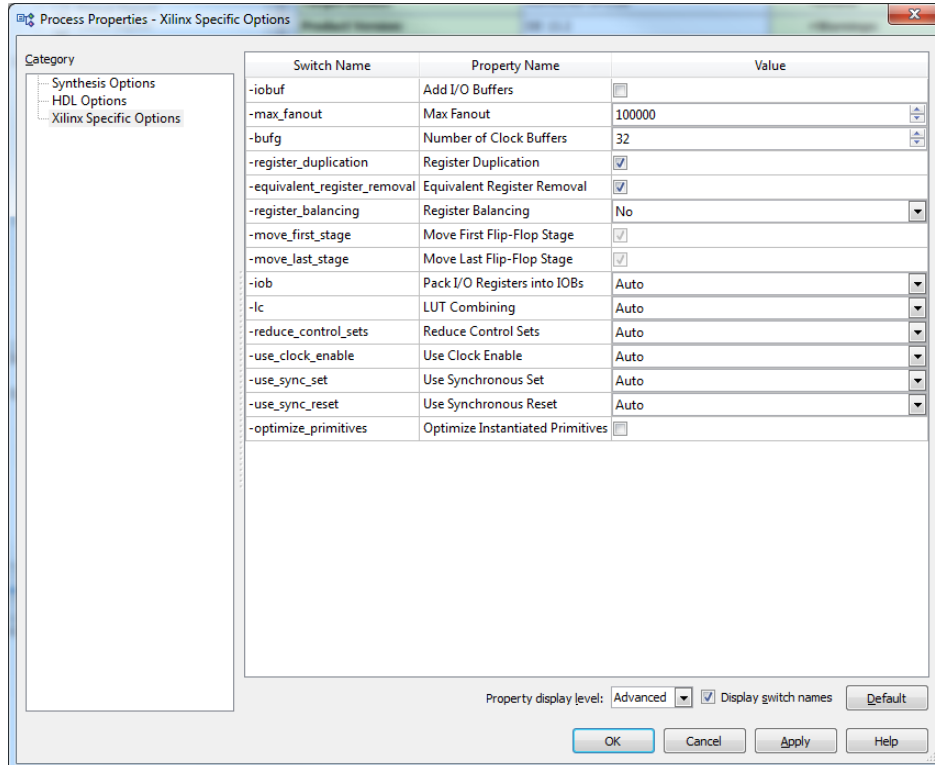 Process Properties - Xilinx Specific Options
Category
Synthesis Options
HDL Options
Xilinx Specific Options
Switch Name Property Name Value
-iobuf Add I/O Buffers
-max_fanout Max Fanout 100000
-bufg Number of Clock Buffers 32
-register_duplication Register Duplication
-equivalent_register_removal Equivalent Register Removal
-register_balancing Register Balancing No
-move_first_stage Move First Flip-Flop Stage
-move_last_stage Move Last Flip-Flop Stage
-iob Pack I/O Registers into IOBs Auto
-lc LUT Combining Auto
-reduce_control_sets Reduce Control Sets Auto
-use_clock_enable Use Clock Enable Auto
-use_sync_set Use Synchronous Set Auto
-use_sync_reset Use Synchronous Reset Auto
-optimize_primitives Optimize Instantiated Primitives
Property display level: Advanced Display switch names Default
OK Cancel Apply Help